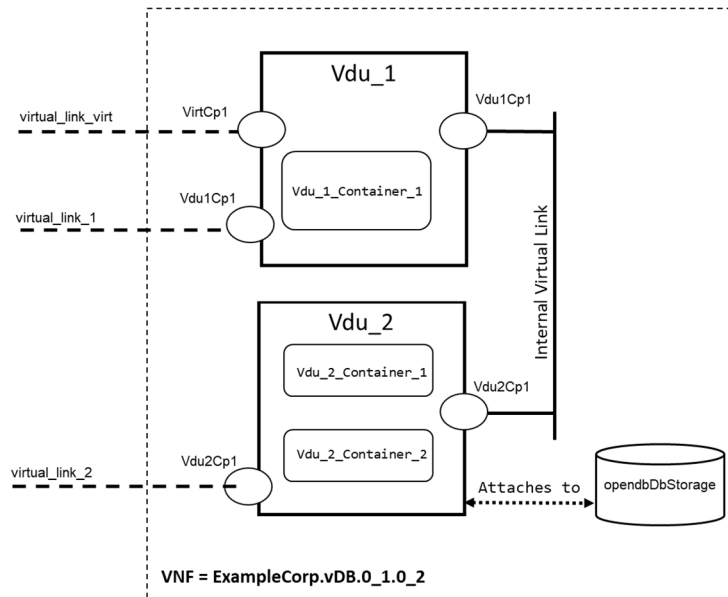 Vdu_1
virtual_link_virt
VirtCp1
Vdu1Cp1
Vdu_1_Container_1
virtual_link_1
Vdu1Cp1
Internal Virtual Link
Vdu_2
Vdu_2_Container_1
Vdu2Cp1
Vdu_2_Container_2
virtual_link_2
Vdu2Cp1
Attaches to
opendbDbStorage
VNF = ExampleCorp.vDB.0_1.0_2